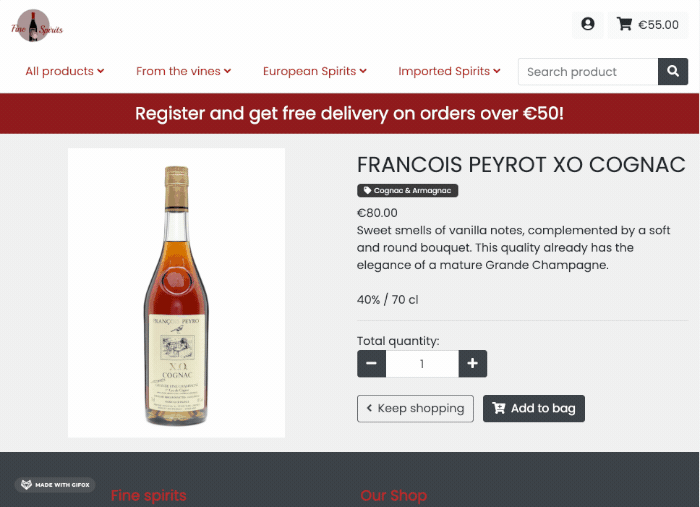 Fine Spirits
€55.00
All products
From the vines
European Spirits
Imported Spirits
Search product
Register and get free delivery on orders over €50!
FRANCOIS PEYROT XO COGNAC
Cognac & Armagnac
€80.00
Sweet smells of vanilla notes, complemented by a soft
and round bouquet. This quality already has the
elegance of a mature Grande Champagne.
40% / 70 cl
Total quantity:
1
Keep shopping
Add to bag
FRANÇOIS PEYROT
X.O.
COGNAC
MADE WITH GIFOX
Fine spirits
Our Shop